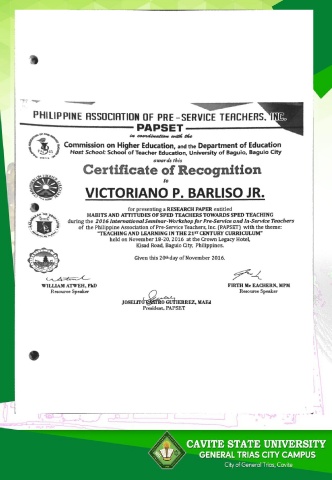 PHILIPPINE ASSOCIATION OF PRE-SERVICE TEACHERS, INC.
PAPSET
in coordination with the
Commission on Higher Education, and the Department of Education
Host School: School of Teacher Education, University of Baguio, Baguio City
awards this
Certificate of Recognition
to
VICTORIANO P. BARLISO JR.
for presenting a RESEARCH PAPER entitled
HABITS AND ATTITUDES OF SPED TEACHERS TOWARDS SPED TEACHING
during the 2016 International Seminar-Workshop for Pre-Service and In-Service Teachers
of the Philippine Association of Pre-Service Teachers, Inc. (PAPSET) with the theme:
"TEACHING AND LEARNING IN THE 21st CENTURY CURRICULUM"
held on November 18-20, 2016 at the Crown Legacy Hotel,
Kisad Road, Baguio City, Philippines.
Given this 20th day of November 2016.
WILLIAM ATWEH, PhD
Resource Speaker
FIRTH Mc EACHERN, MPM
Resource Speaker
JOSELITO CASTRO GUTIERREZ, MAEd
President, PAPSET
CAVITE STATE UNIVERSITY
GENERAL TRIAS CITY CAMPUS
City of General Trias, Cavite